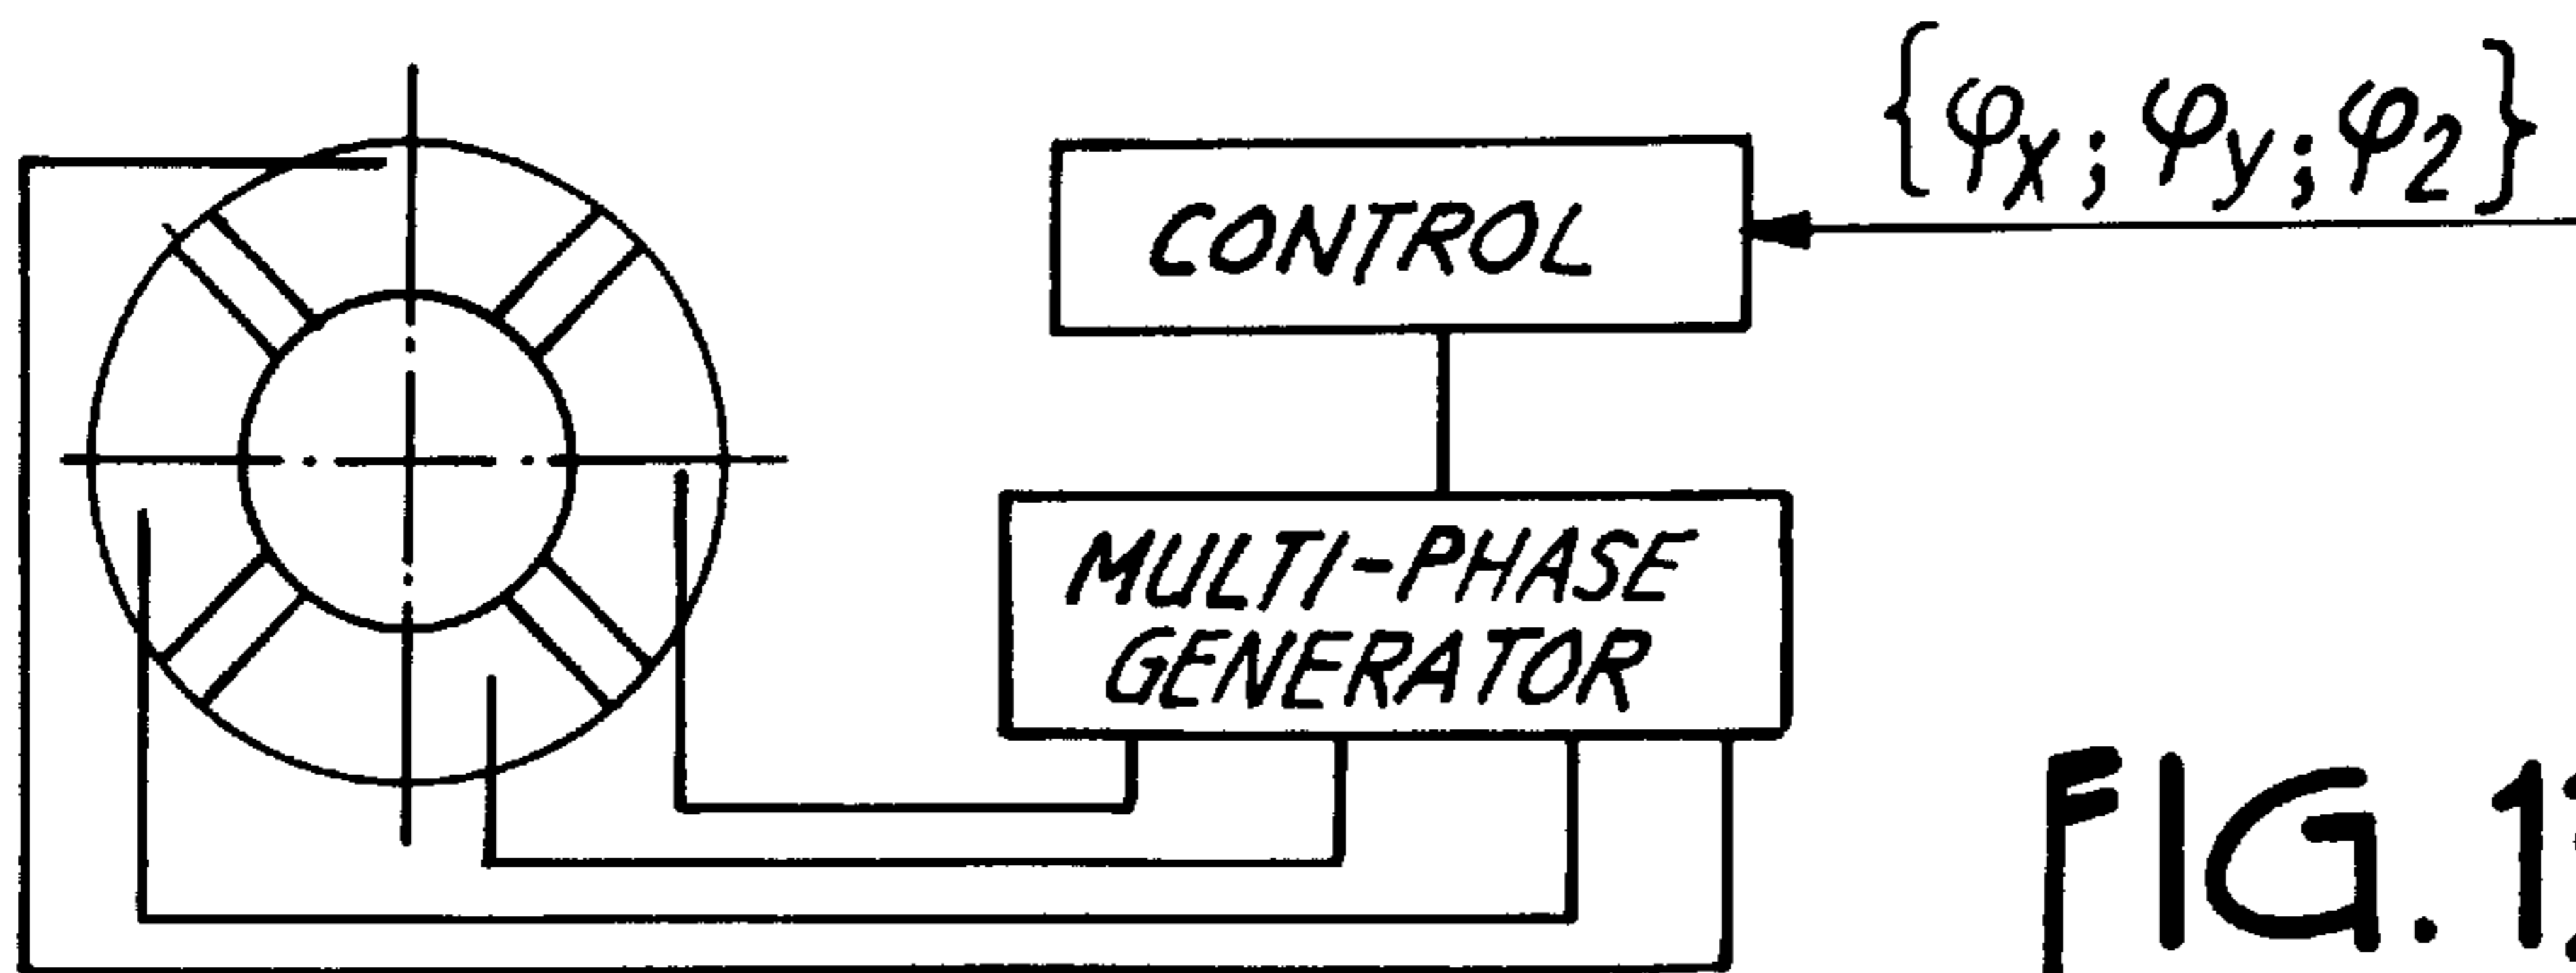 {φx; φy; φ2}
CONTROL
MULTI-PHASE
GENERATOR
FIG. 1